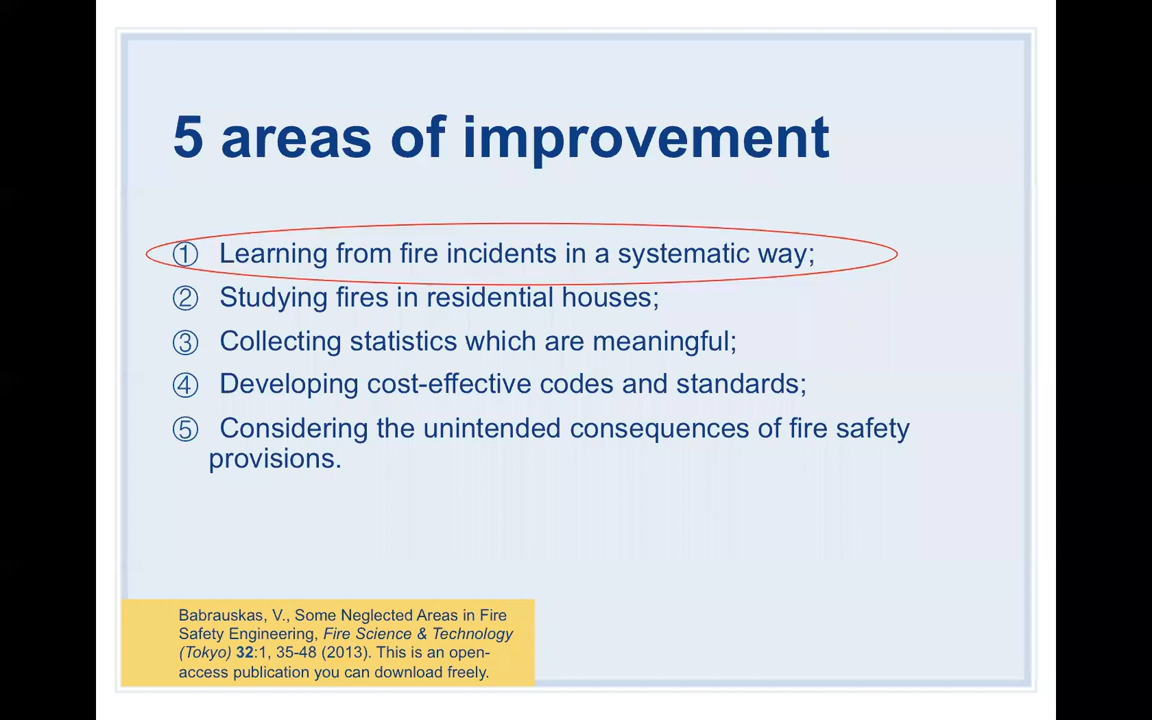 5 areas of improvement
① Learning from fire incidents in a systematic way;
② Studying fires in residential houses;
③ Collecting statistics which are meaningful;
④ Developing cost-effective codes and standards;
⑤ Considering the unintended consequences of fire safety
provisions.
Babrauskas, V., Some Neglected Areas in Fire
Safety Engineering, Fire Science & Technology
(Tokyo) 32:1, 35-48 (2013). This is an open-
access publication you can download freely.